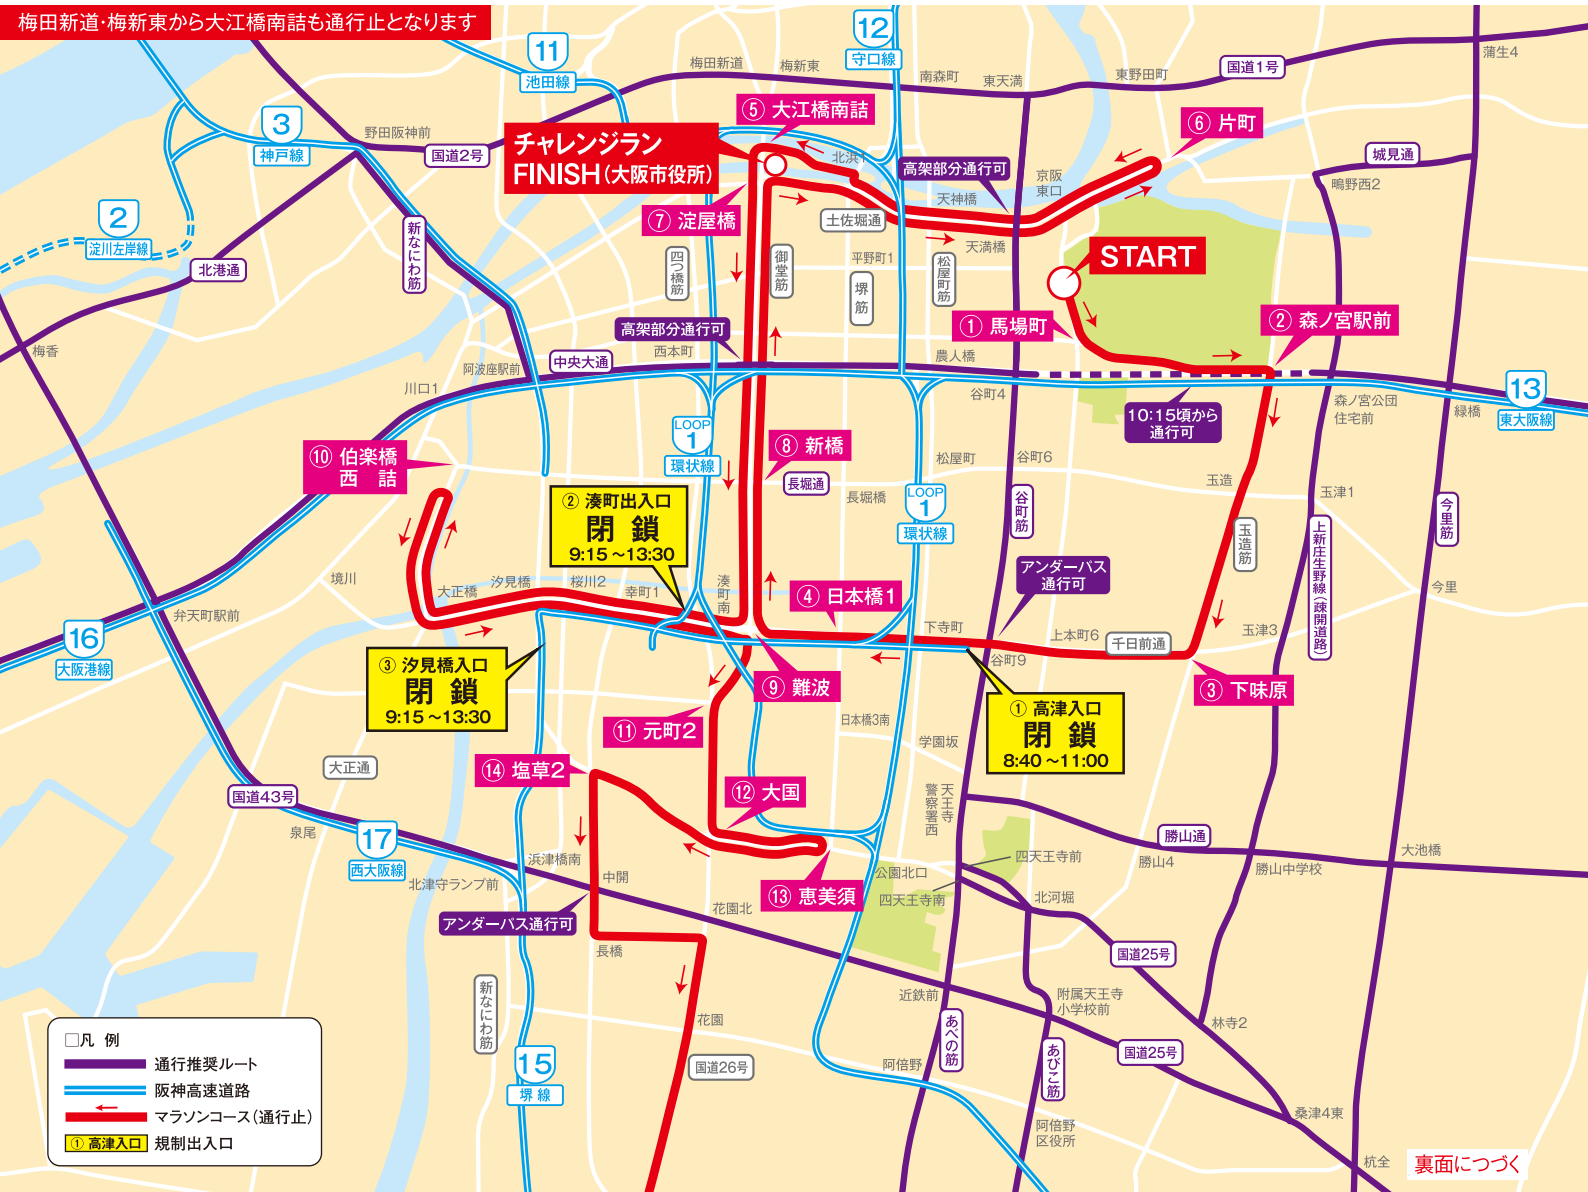 梅田新道・梅新東から大江橋南詰も通行止となります
11
池田線
12
守口線
梅田新道
梅新東
南森町
東天満
東野田町
国道1号
蒲生4
3
神戸線
野田阪神前
国道2号
チャレンジラン
FINISH（大阪市役所）
⑤ 大江橋南詰
⑥ 片町
北浜1
高架部分通行可
京阪
東口
城見通
鴫野西2
2
淀川左岸線
北港通
新なにわ筋
⑦ 淀屋橋
土佐堀通
天神橋
天満橋
START
四つ橋筋
御堂筋
平野町1
堺筋
松屋町筋
① 馬場町
② 森ノ宮駅前
高架部分通行可
西本町
梅香
中央大通
阿波座駅前
川口1
農人橋
谷町4
10：15頃から
通行可
森ノ宮公団
住宅前
緑橋
13
東大阪線
LOOP
1
環状線
⑧ 新橋
⑩ 伯楽橋
西 詰
長堀通
長堀橋
松屋町
谷町6
玉造
玉津1
② 湊町出入口
閉 鎖
9:15～13:30
LOOP
1
環状線
谷町筋
玉造筋
上新庄生野線（疎開道路）
今里筋
境川
大正橋
汐見橋
桜川2
幸町1
湊町南
④ 日本橋1
アンダーパス
通行可
今里
弁天町駅前
16
大阪港線
下寺町
上本町6
千日前通
玉津3
③ 汐見橋入口
閉 鎖
9:15～13:30
谷町9
⑨ 難波
③ 下味原
① 高津入口
閉 鎖
8:40～11:00
⑪ 元町2
日本橋3南
学園坂
大正通
⑭ 塩草2
⑫ 大国
天王寺
警察署西
国道43号
泉尾
17
西大阪線
勝山通
勝山4
勝山中学校
大池橋
浜津橋南
北津守ランプ前
中開
公園北口
四天王寺前
四天王寺南
⑬ 恵美須
北河堀
アンダーパス通行可
花園北
長橋
国道25号
新なにわ筋
近鉄前
附属天王寺
小学校前
花園
あべの筋
林寺2
国道25号
あびこ筋
15
堺 線
国道26号
阿倍野
阿倍野
区役所
桑津4東
杭全
□凡 例
通行推奨ルート
阪神高速道路
マラソンコース（通行止）
① 高津入口 規制出入口
裏面につづく